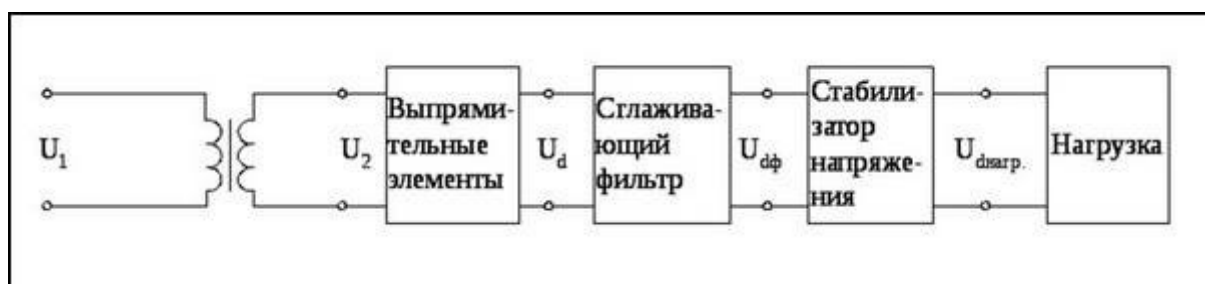 U1
U2
Выпрями-
тельные
элементы
Ud
Сглажива-
ющий
фильтр
Udф
Стабили-
затор
напряже-
ния
Udнагр.
Нагрузка